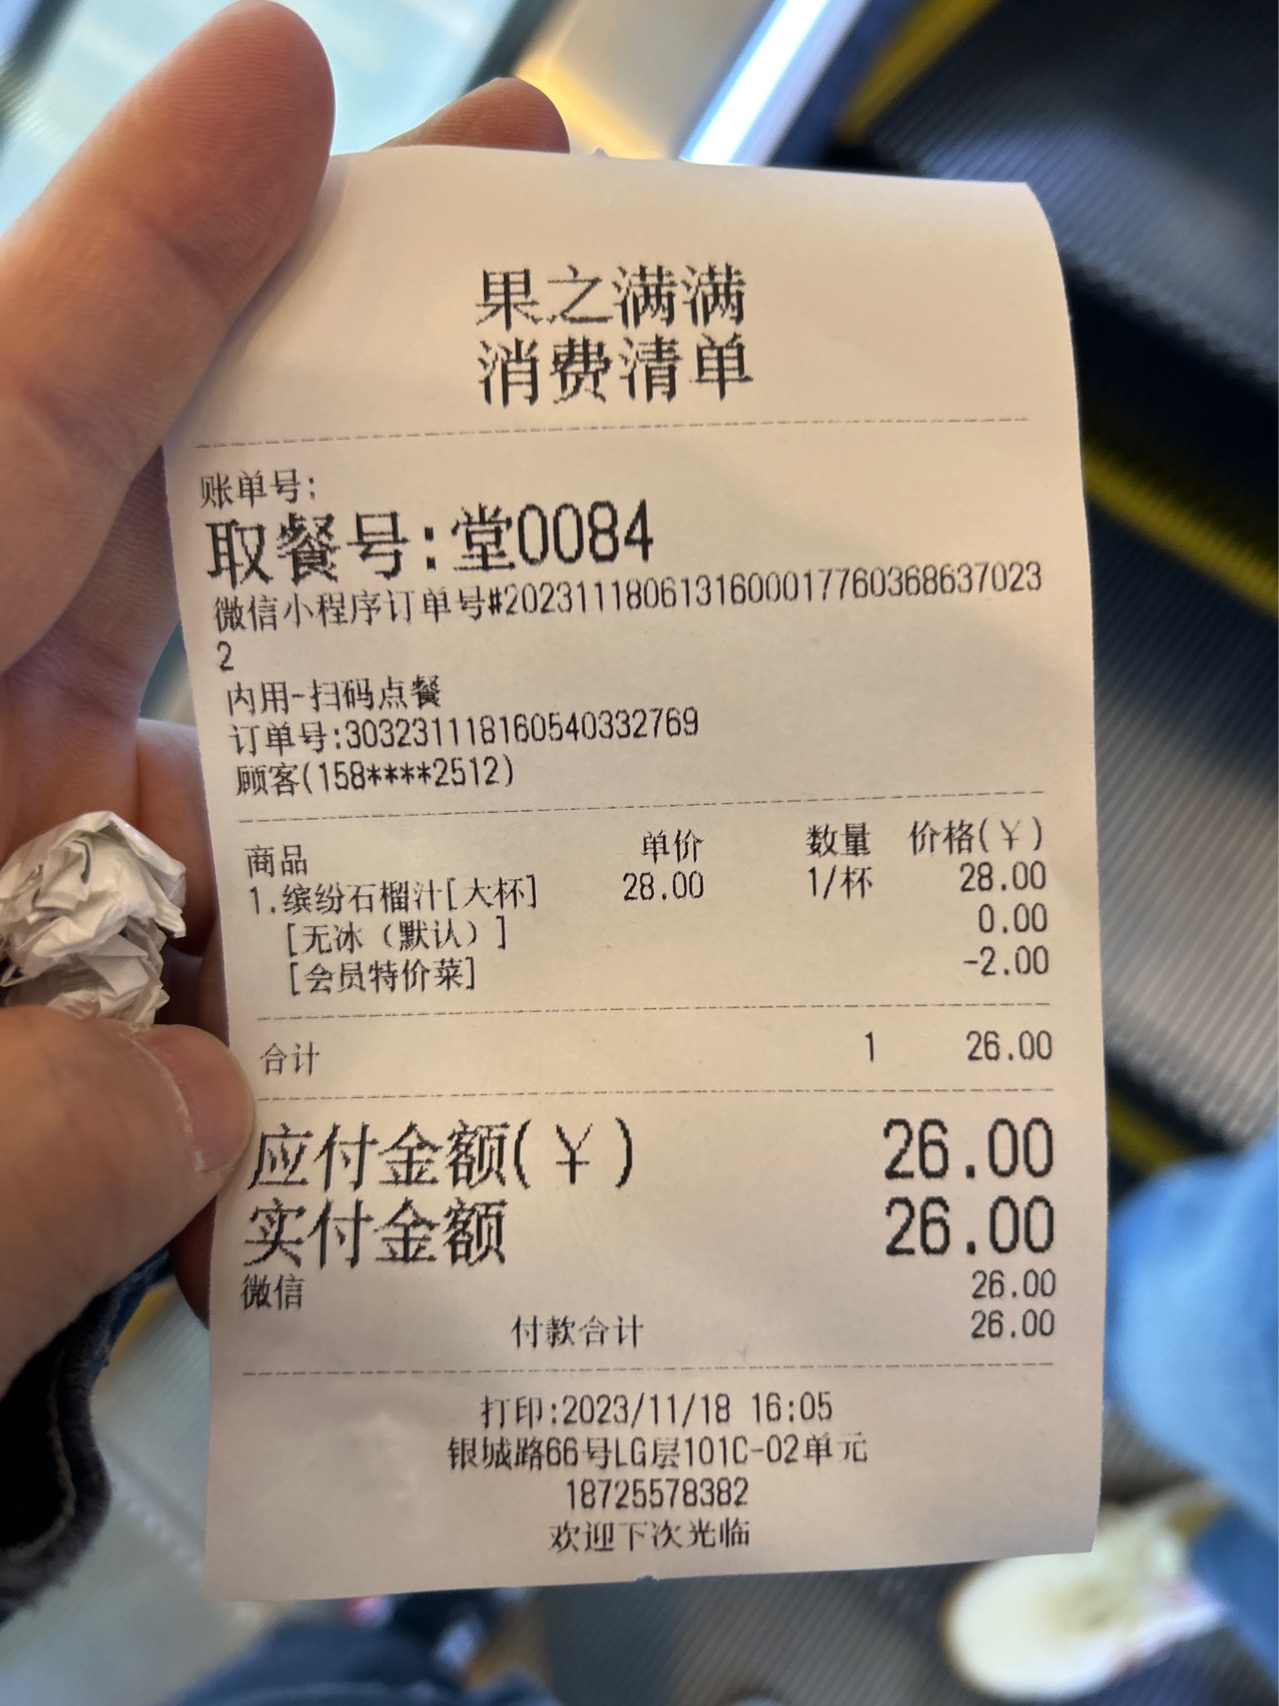 果之满满
消费清单
账单号:
取餐号:堂0084
微信小程序订单号#2023111806131600017760368637023
2
内用-扫码点餐
订单号:303231118160540332769
顾客(158****2512)
商品 单价 数量 价格(¥)
1.缤纷石榴汁[大杯] 28.00 1/杯 28.00
[无冰（默认）] 0.00
[会员特价菜] -2.00
合计 1 26.00
应付金额(¥) 26.00
实付金额 26.00
微信 26.00
付款合计 26.00
打印:2023/11/18 16:05
银城路66号LG层101C-02单元
18725578382
欢迎下次光临